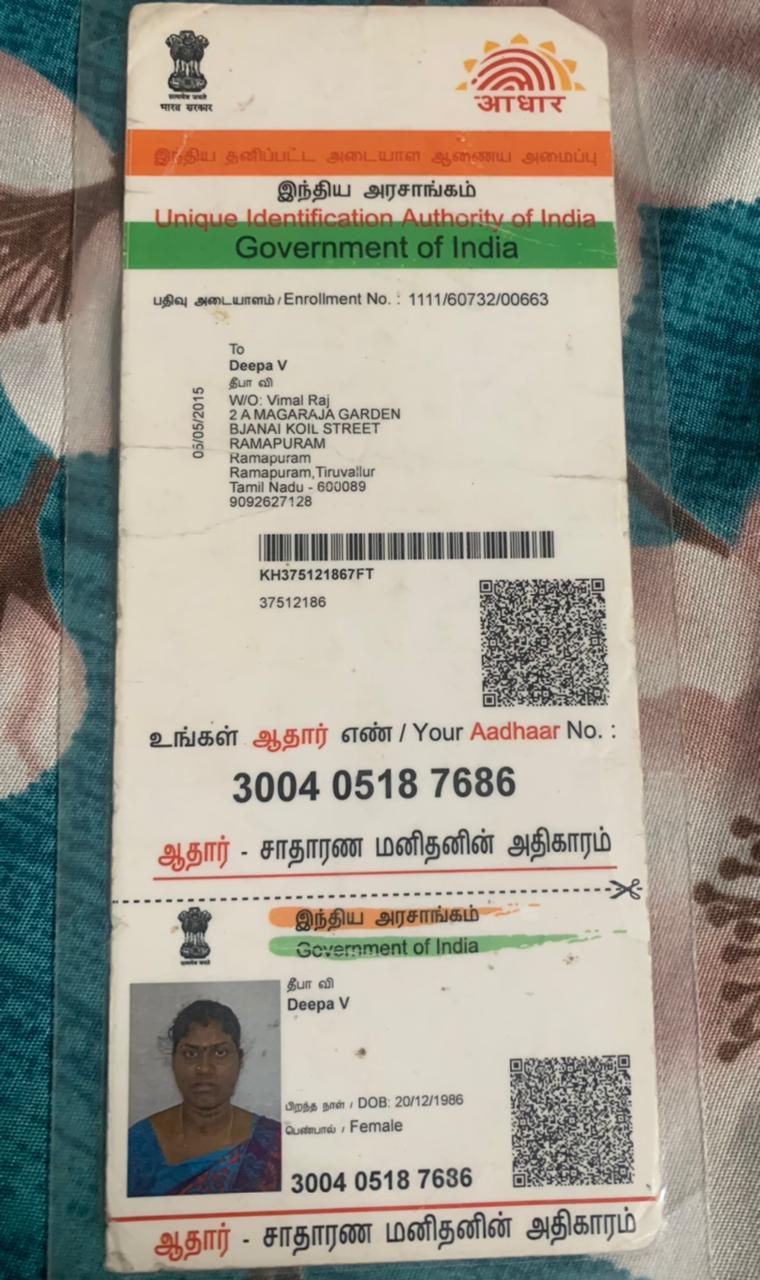 सत्यमेव जयते
भारत सरकार
आधार
இந்திய தனிப்பட்ட அடையாள ஆணைய அமைப்பு
இந்திய அரசாங்கம்
Unique Identification Authority of India
Government of India
பதிவு அடையாளம் / Enrollment No. : 1111/60732/00663
05/05/2015
To
Deepa V
தீபா வி
W/O: Vimal Raj
2 A MAGARAJA GARDEN
BJANAI KOIL STREET
RAMAPURAM
Ramapuram
Ramapuram,Tiruvallur
Tamil Nadu - 600089
9092627128
KH375121867FT
37512186
உங்கள் ஆதார் எண் / Your Aadhaar No. :
3004 0518 7686
ஆதார் - சாதாரண மனிதனின் அதிகாரம்
இந்திய அரசாங்கம்
Government of India
தீபா வி
Deepa V
பிறந்த நாள் / DOB: 20/12/1986
பெண்பால் / Female
3004 0518 7686
ஆதார் - சாதாரண மனிதனின் அதிகாரம்